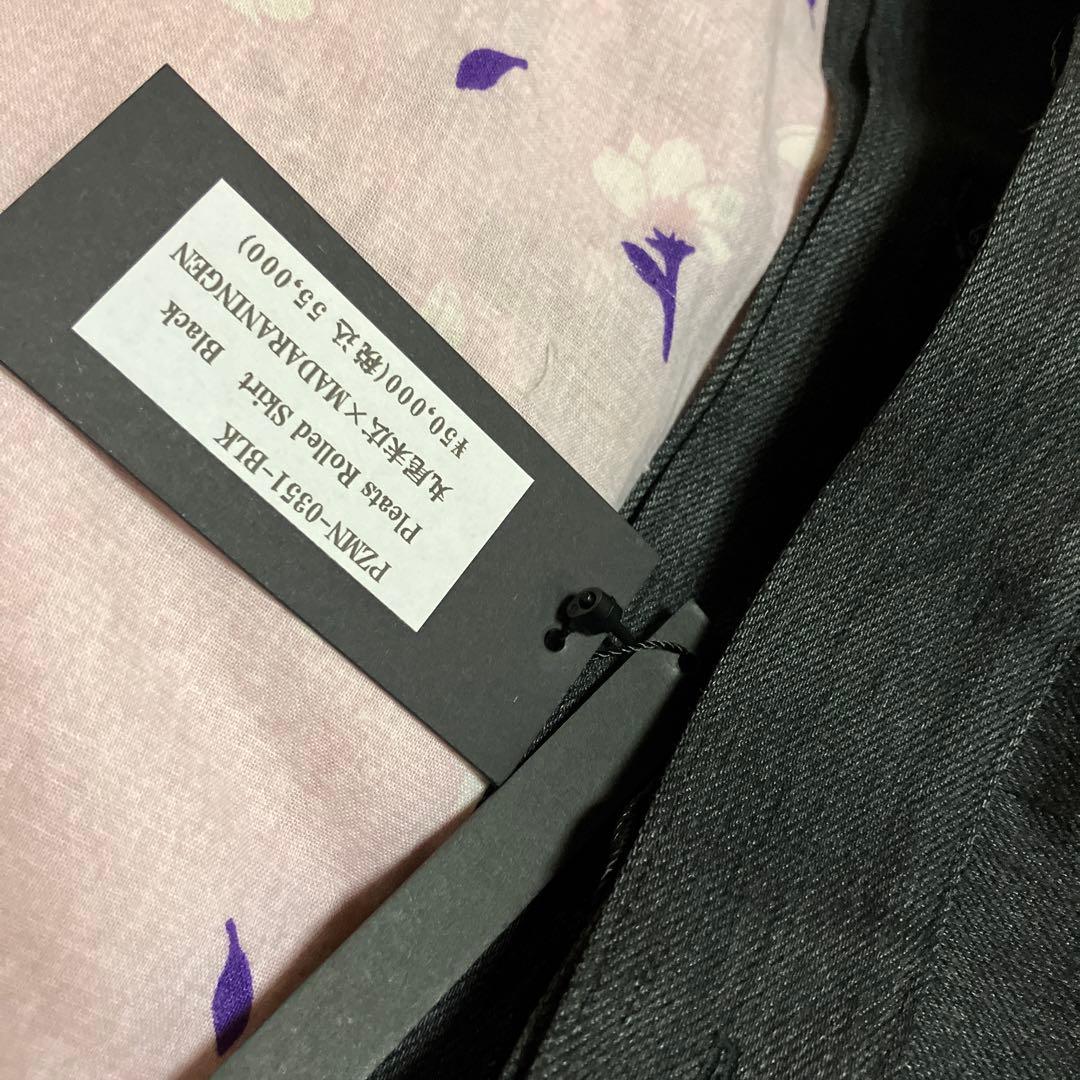 PZMN-0351-BLK
Pleats Rolled Skirt Black
丸尾末広×MADARANINGEN
¥50,000(税込 55,000)